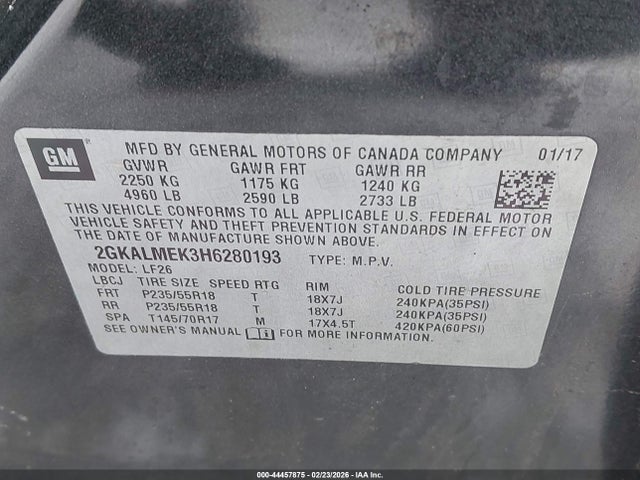 GM
MFD BY GENERAL MOTORS OF CANADA COMPANY 01/17
GVWR GAWR FRT GAWR RR
2250 KG 1175 KG 1240 KG
4960 LB 2590 LB 2733 LB
THIS VEHICLE CONFORMS TO ALL APPLICABLE U.S. FEDERAL MOTOR
VEHICLE SAFETY, BUMPER, AND THEFT PREVENTION STANDARDS IN EFFECT ON
THE DATE OF MANUFACTURE SHOWN ABOVE.
2GKALMEK3H6280193 TYPE: M.P.V.
MODEL: LF26
LBCJ TIRE SIZE SPEED RTG RIM COLD TIRE PRESSURE
FRT P235/55R18 T 18X7J 240KPA(35PSI)
RR P235/55R18 T 18X7J 240KPA(35PSI)
SPA T145/70R17 M 17X4.5T 420KPA(60PSI)
SEE OWNER'S MANUAL FOR MORE INFORMATION.
000-44457875 - 02/23/2026 - IAAI.COM